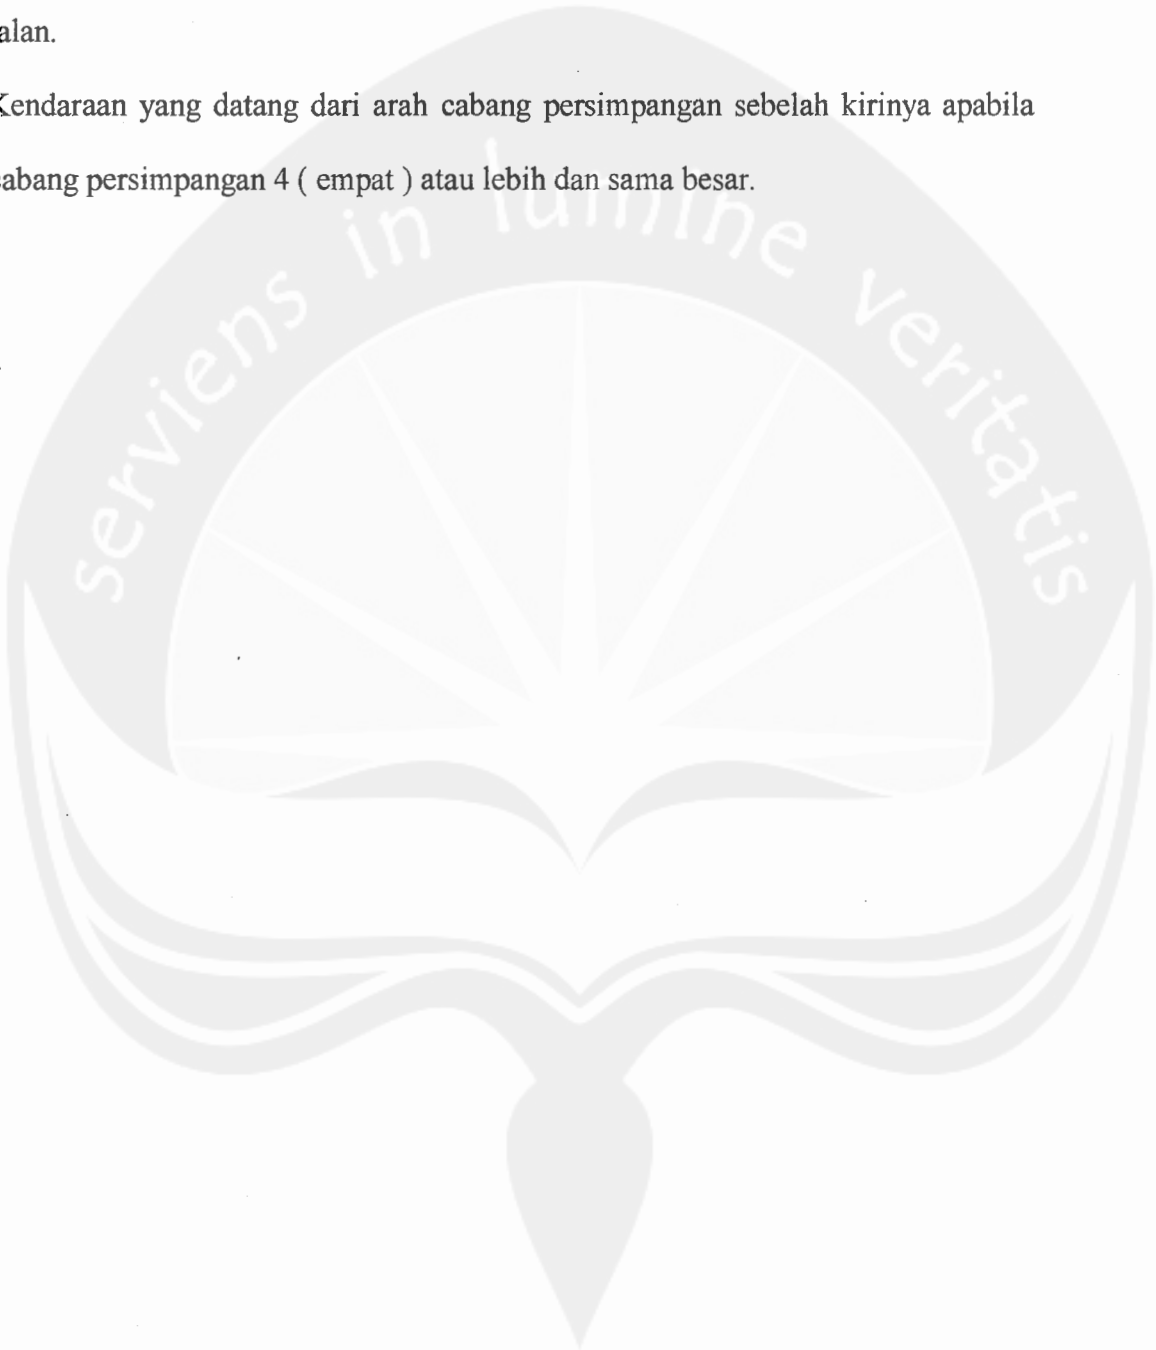 alan.
Kendaraan yang datang dari arah cabang persimpangan sebelah kirinya apabila
cabang persimpangan 4 ( empat ) atau lebih dan sama besar.
serviens in lumine veritatis